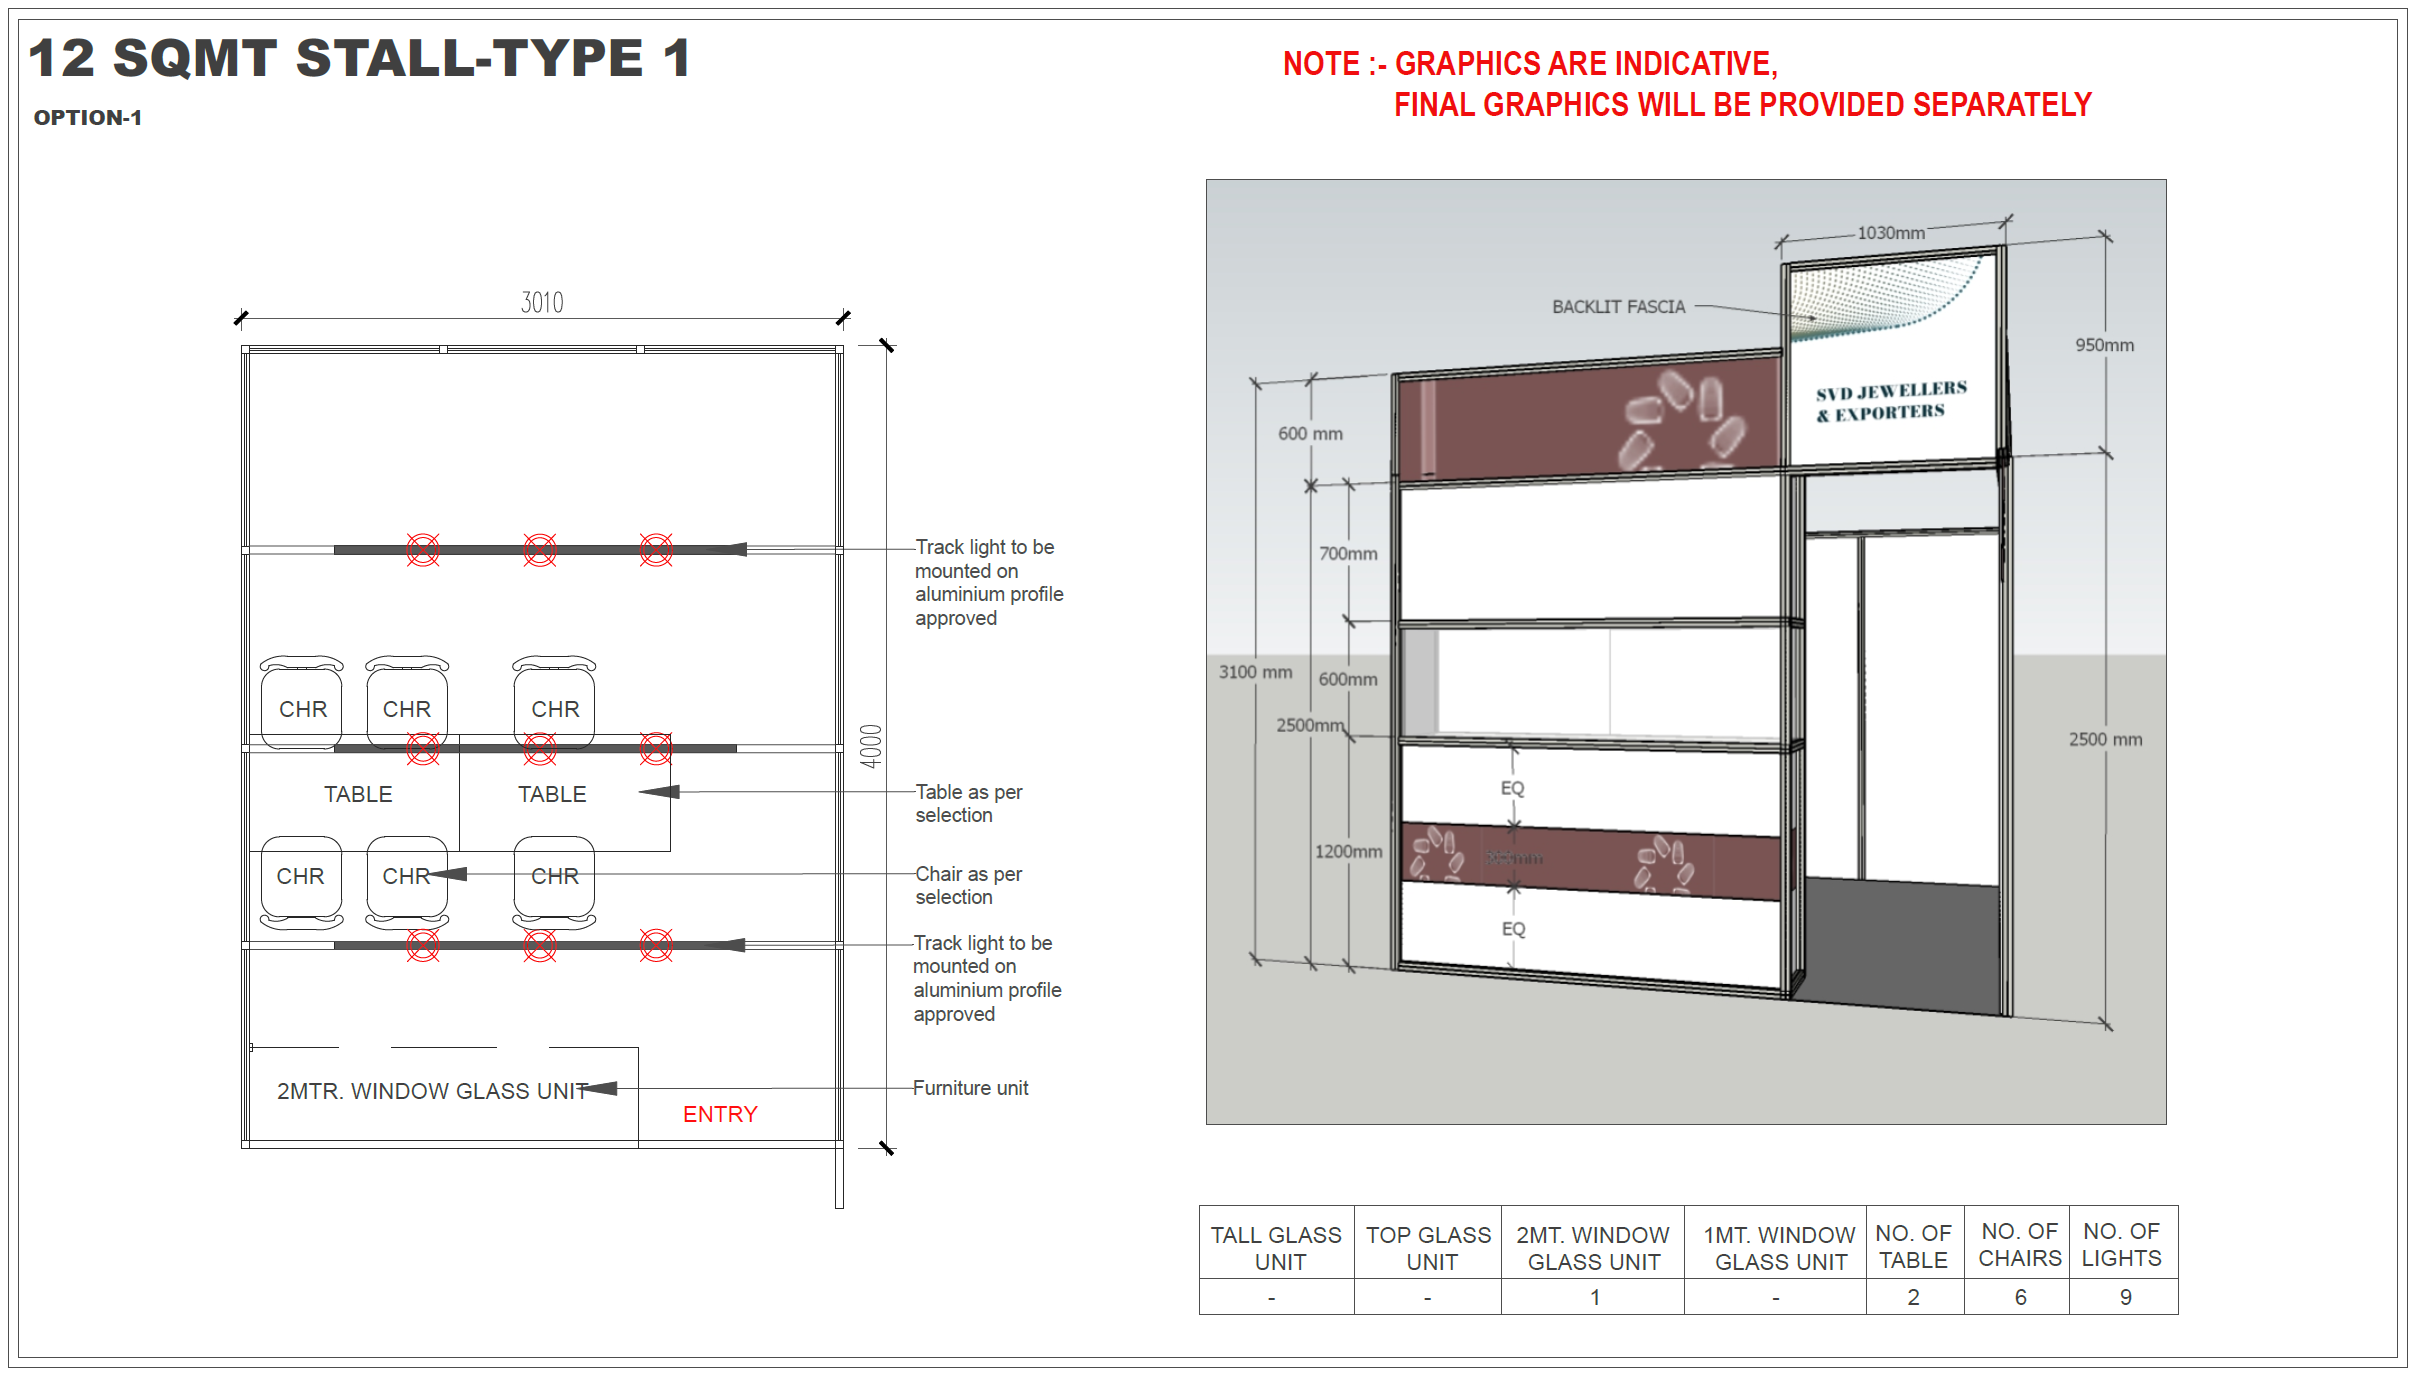 12 SQMT STALL-TYPE 1
OPTION-1
NOTE :- GRAPHICS ARE INDICATIVE,
FINAL GRAPHICS WILL BE PROVIDED SEPARATELY
3010
4000
Track light to be
mounted on
aluminium profile
approved
CHR CHR CHR
TABLE TABLE
Table as per
selection
CHR CHR CHR
Chair as per
selection
Track light to be
mounted on
aluminium profile
approved
2MTR. WINDOW GLASS UNIT
Furniture unit
ENTRY
1030mm
BACKLIT FASCIA
950mm
SVD JEWELLERS
& EXPORTERS
600 mm
700mm
3100 mm
600mm
2500mm
2500 mm
EQ
1200mm
EQ
TALL GLASS UNIT
TOP GLASS UNIT
2MT. WINDOW GLASS UNIT
1MT. WINDOW GLASS UNIT
NO. OF TABLE
NO. OF CHAIRS
NO. OF LIGHTS
- - 1 - 2 6 9